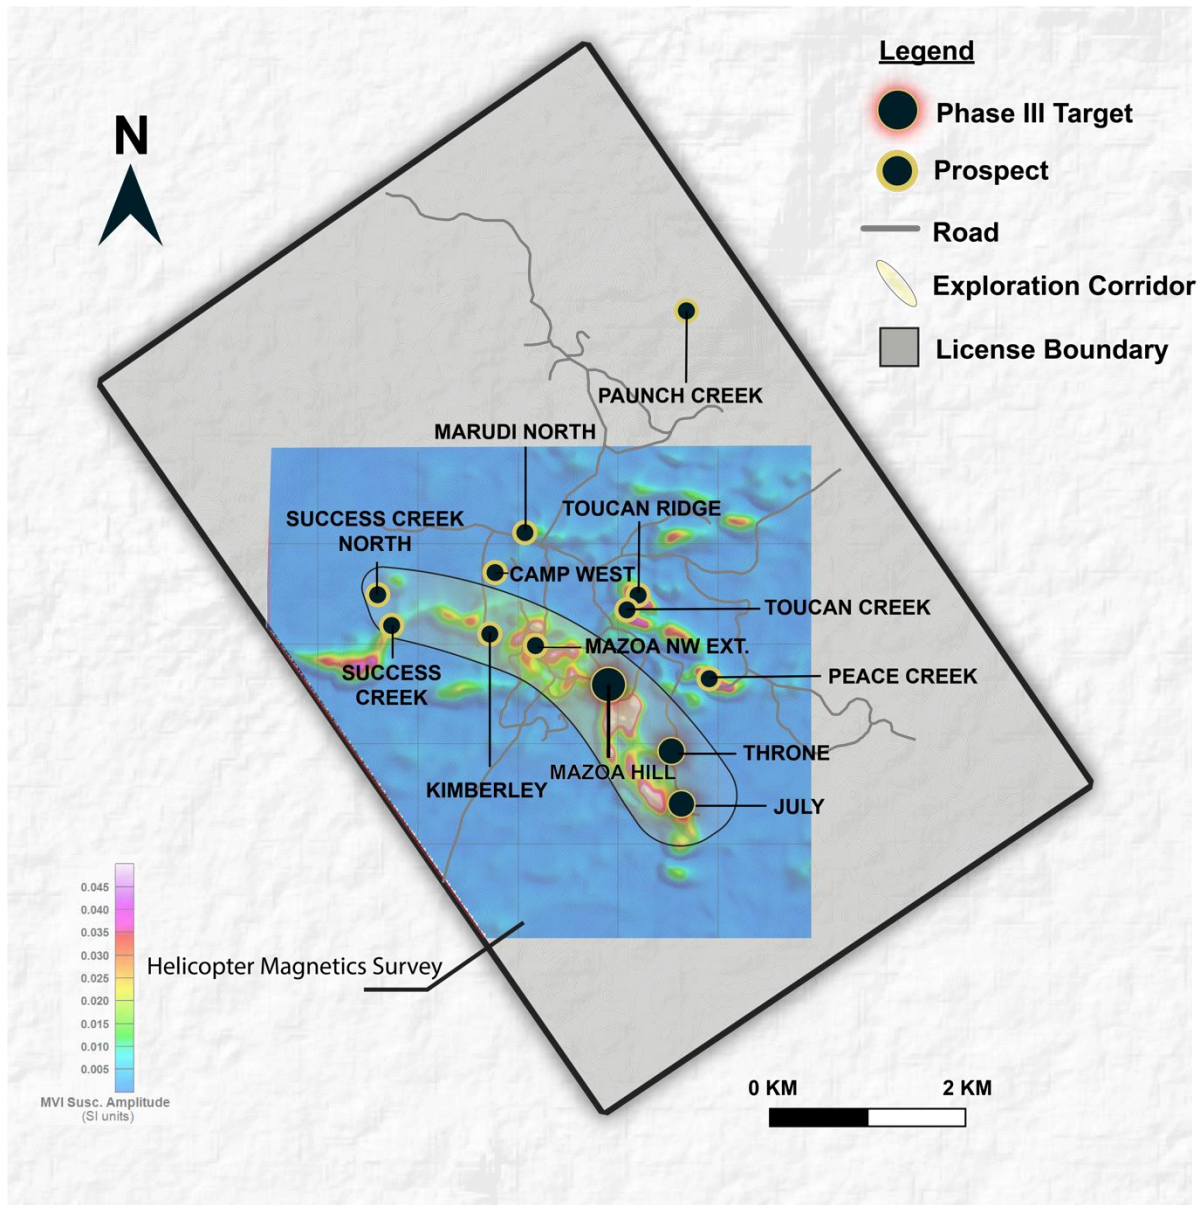 Legend
N
Phase III Target
Prospect
Road
Exploration Corridor
License Boundary
PAUNCH CREEK
MARUDI NORTH
TOUCAN RIDGE
SUCCESS CREEK
NORTH
CAMP WEST
TOUCAN CREEK
MAZOA NW EXT.
SUCCESS
CREEK
PEACE CREEK
THRONE
MAZOA HILL
KIMBERLEY
JULY
0.045
0.040
0.035
0.030
0.025
0.020
0.015
0.010
0.005
MVI Susc. Amplitude
(SI units)
Helicopter Magnetics Survey
0 KM
2 KM